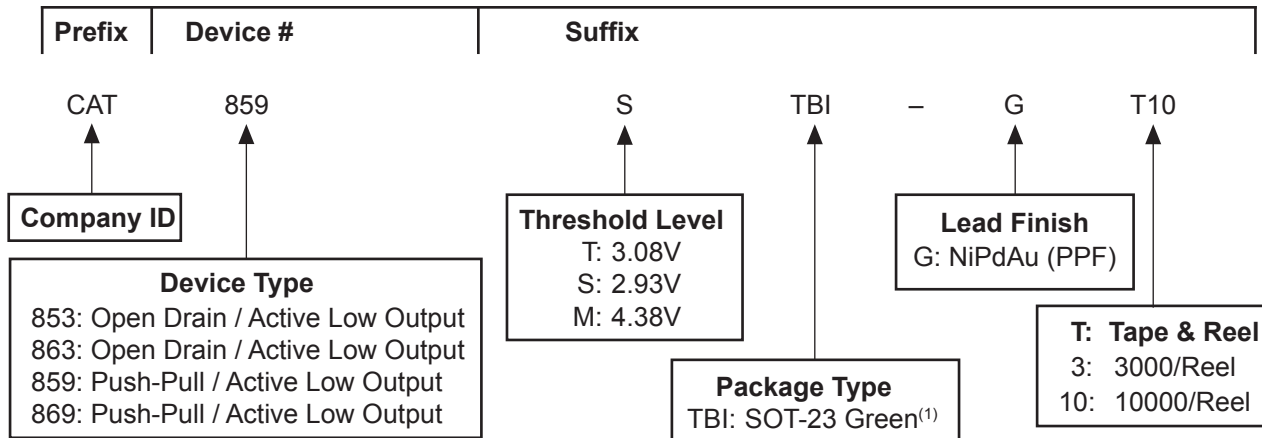 Prefix Device # Suffix
CAT 859 S TBI – G T10
Company ID
Device Type
853: Open Drain / Active Low Output
863: Open Drain / Active Low Output
859: Push-Pull / Active Low Output
869: Push-Pull / Active Low Output
Threshold Level
T: 3.08V
S: 2.93V
M: 4.38V
Package Type
TBI: SOT-23 Green(1)
Lead Finish
G: NiPdAu (PPF)
T: Tape & Reel
3: 3000/Reel
10: 10000/Reel